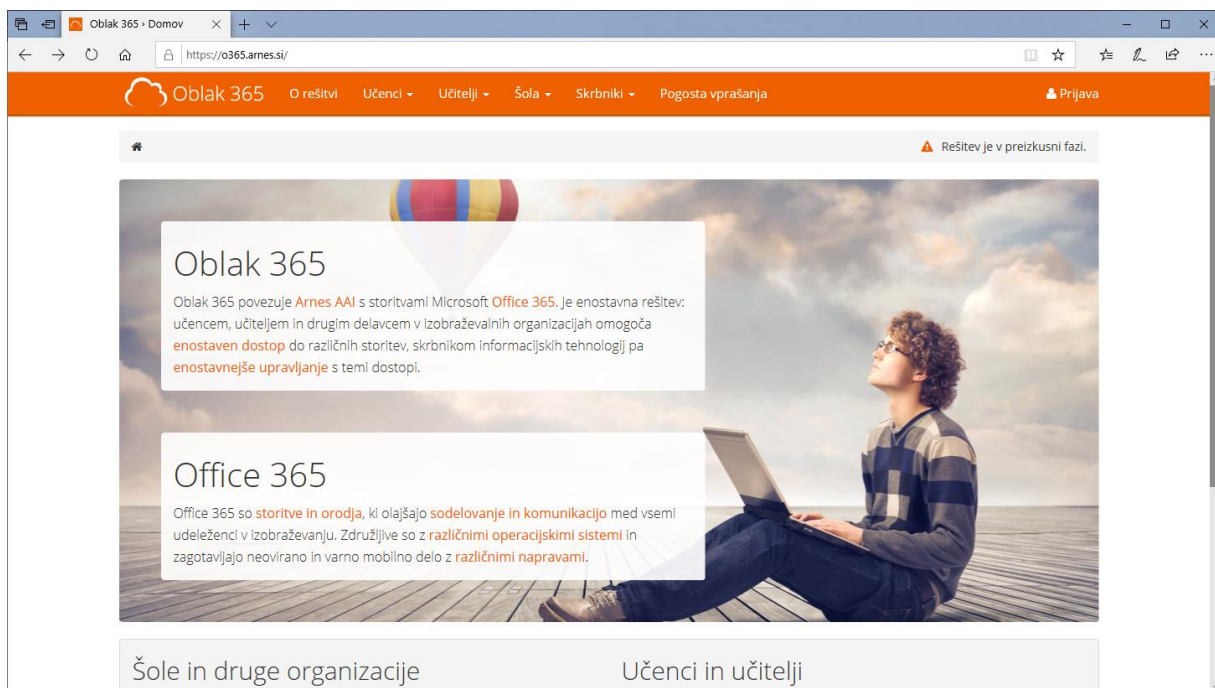 Oblak 365 › Domov
https://o365.arnes.si/
Oblak 365 O rešitvi Učenci Učitelji Šola Skrbniki Pogosta vprašanja Prijava
Rešitev je v preizkusni fazi.
Oblak 365
Oblak 365 povezuje Arnes AAI s storitvami Microsoft Office 365. Je enostavna rešitev:
učencem, učiteljem in drugim delavcem v izobraževalnih organizacijah omogoča
enostaven dostop do različnih storitev, skrbnikom informacijskih tehnologij pa
enostavnejše upravljanje s temi dostopi.
Office 365
Office 365 so storitve in orodja, ki olajšajo sodelovanje in komunikacijo med vsemi
udeleženci v izobraževanju. Združljive so z različnimi operacijskimi sistemi in
zagotavljajo neovirano in varno mobilno delo z različnimi napravami.
Šole in druge organizacije
Učenci in učitelji